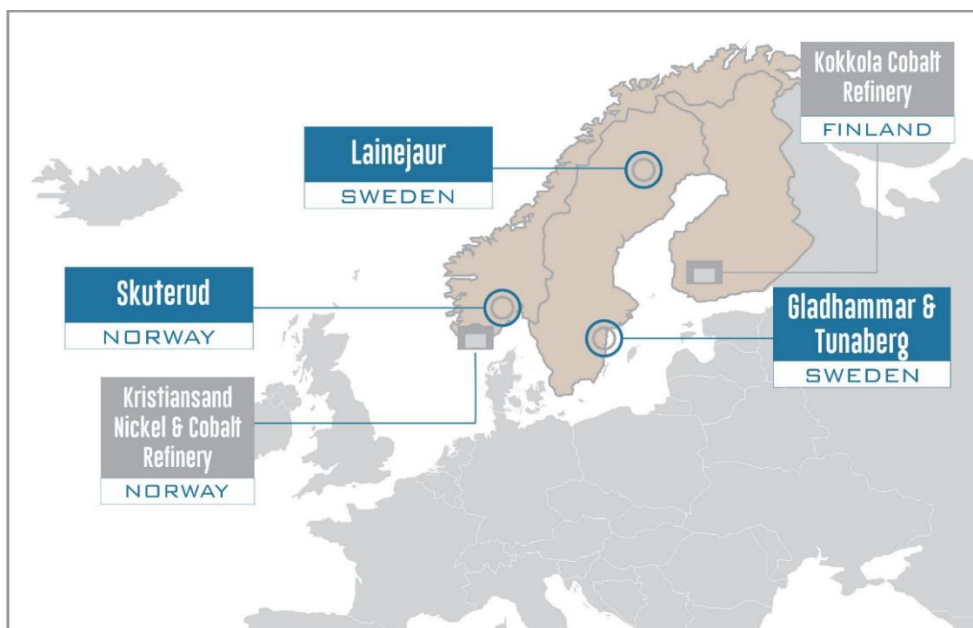 Kokkola Cobalt
Refinery
FINLAND
Lainejaur
SWEDEN
Skuterud
NORWAY
Gladhammar &
Tunaberg
SWEDEN
Kristiansand
Nickel & Cobalt
Refinery
NORWAY